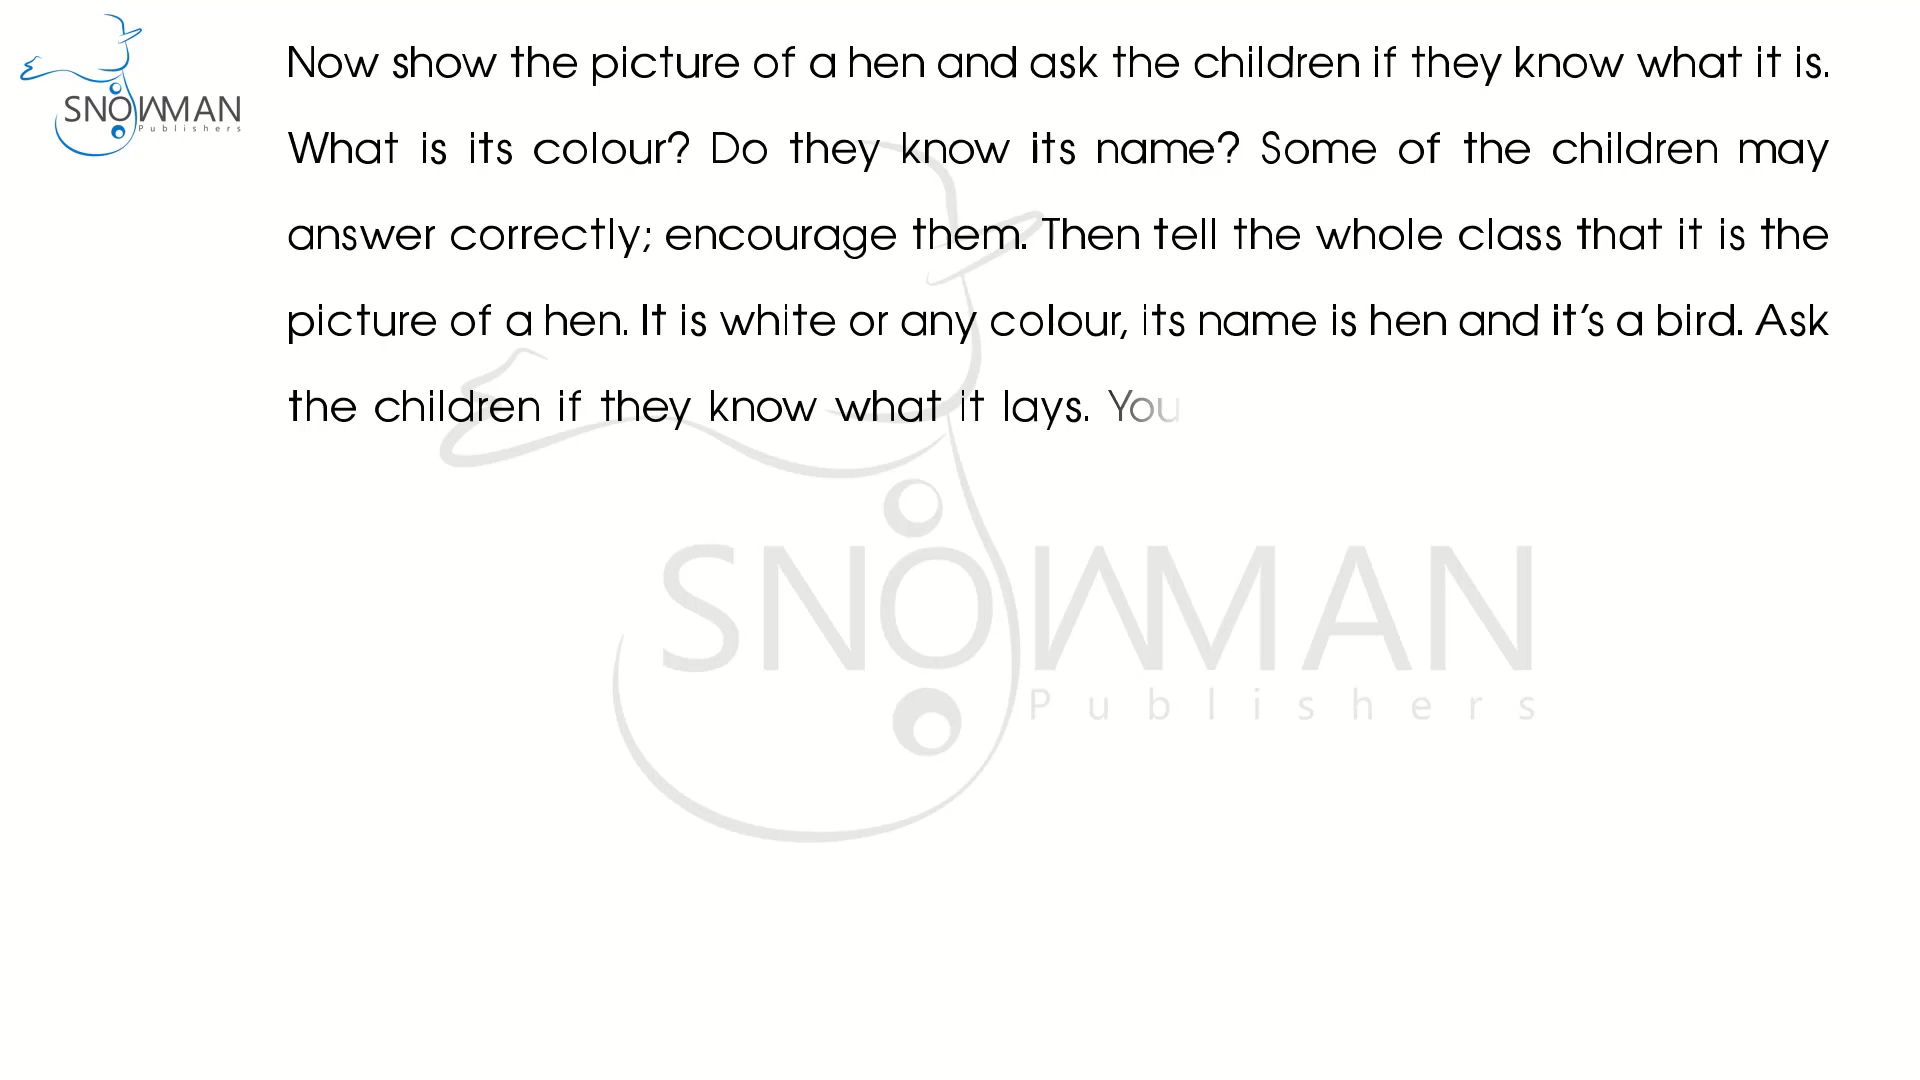 SNOWMAN
Publishers
Now show the picture of a hen and ask the children if they know what it is.
What is its colour? Do they know its name? Some of the children may
answer correctly; encourage them. Then tell the whole class that it is the
picture of a hen. It is white or any colour, its name is hen and it’s a bird. Ask
the children if they know what it lays. You
SNOWMAN
Publishers